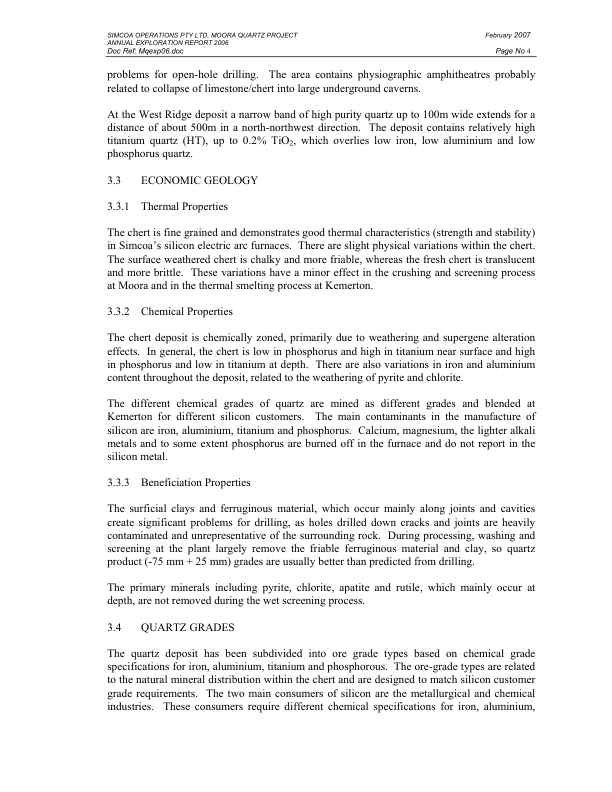 SIMCOA OPERATIONS PTY LTD, MOORA QUARTZ PROJECT February 2007
ANNUAL EXPLORATION REPORT 2006
Doc Ref: Mqexp06.doc Page No 4
problems for open-hole drilling. The area contains physiographic amphitheatres probably
related to collapse of limestone/chert into large underground caverns.
At the West Ridge deposit a narrow band of high purity quartz up to 100m wide extends for a
distance of about 500m in a north-northwest direction. The deposit contains relatively high
titanium quartz (HT), up to 0.2% TiO2, which overlies low iron, low aluminium and low
phosphorus quartz.
3.3 ECONOMIC GEOLOGY
3.3.1 Thermal Properties
The chert is fine grained and demonstrates good thermal characteristics (strength and stability)
in Simcoa's silicon electric arc furnaces. There are slight physical variations within the chert.
The surface weathered chert is chalky and more friable, whereas the fresh chert is translucent
and more brittle. These variations have a minor effect in the crushing and screening process
at Moora and in the thermal smelting process at Kemerton.
3.3.2 Chemical Properties
The chert deposit is chemically zoned, primarily due to weathering and supergene alteration
effects. In general, the chert is low in phosphorus and high in titanium near surface and high
in phosphorus and low in titanium at depth. There are also variations in iron and aluminium
content throughout the deposit, related to the weathering of pyrite and chlorite.
The different chemical grades of quartz are mined as different grades and blended at
Kemerton for different silicon customers. The main contaminants in the manufacture of
silicon are iron, aluminium, titanium and phosphorus. Calcium, magnesium, the lighter alkali
metals and to some extent phosphorus are burned off in the furnace and do not report in the
silicon metal.
3.3.3 Beneficiation Properties
The surficial clays and ferruginous material, which occur mainly along joints and cavities
create significant problems for drilling, as holes drilled down cracks and joints are heavily
contaminated and unrepresentative of the surrounding rock. During processing, washing and
screening at the plant largely remove the friable ferruginous material and clay, so quartz
product (-75 mm + 25 mm) grades are usually better than predicted from drilling.
The primary minerals including pyrite, chlorite, apatite and rutile, which mainly occur at
depth, are not removed during the wet screening process.
3.4 QUARTZ GRADES
The quartz deposit has been subdivided into ore grade types based on chemical grade
specifications for iron, aluminium, titanium and phosphorous. The ore-grade types are related
to the natural mineral distribution within the chert and are designed to match silicon customer
grade requirements. The two main consumers of silicon are the metallurgical and chemical
industries. These consumers require different chemical specifications for iron, aluminium,